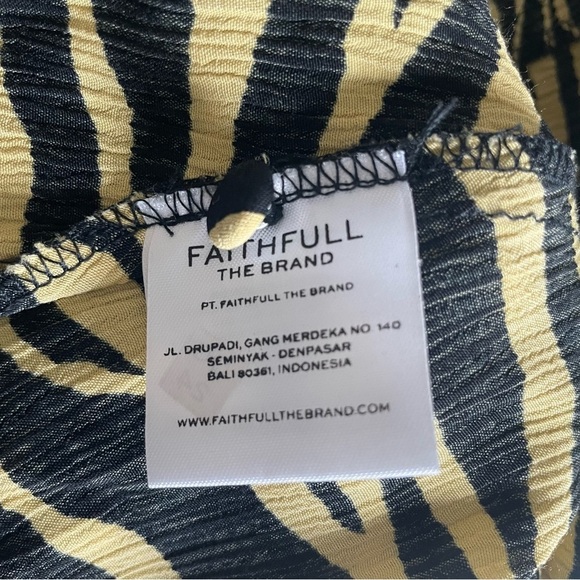 FAITHFULL
THE BRAND
PT. FAITHFULL THE BRAND
JL. DRUPADI, GANG MERDEKA NO 140
SEMINYAK - DENPASAR
BALI 80361, INDONESIA
WWW.FAITHFULLTHEBRAND.COM